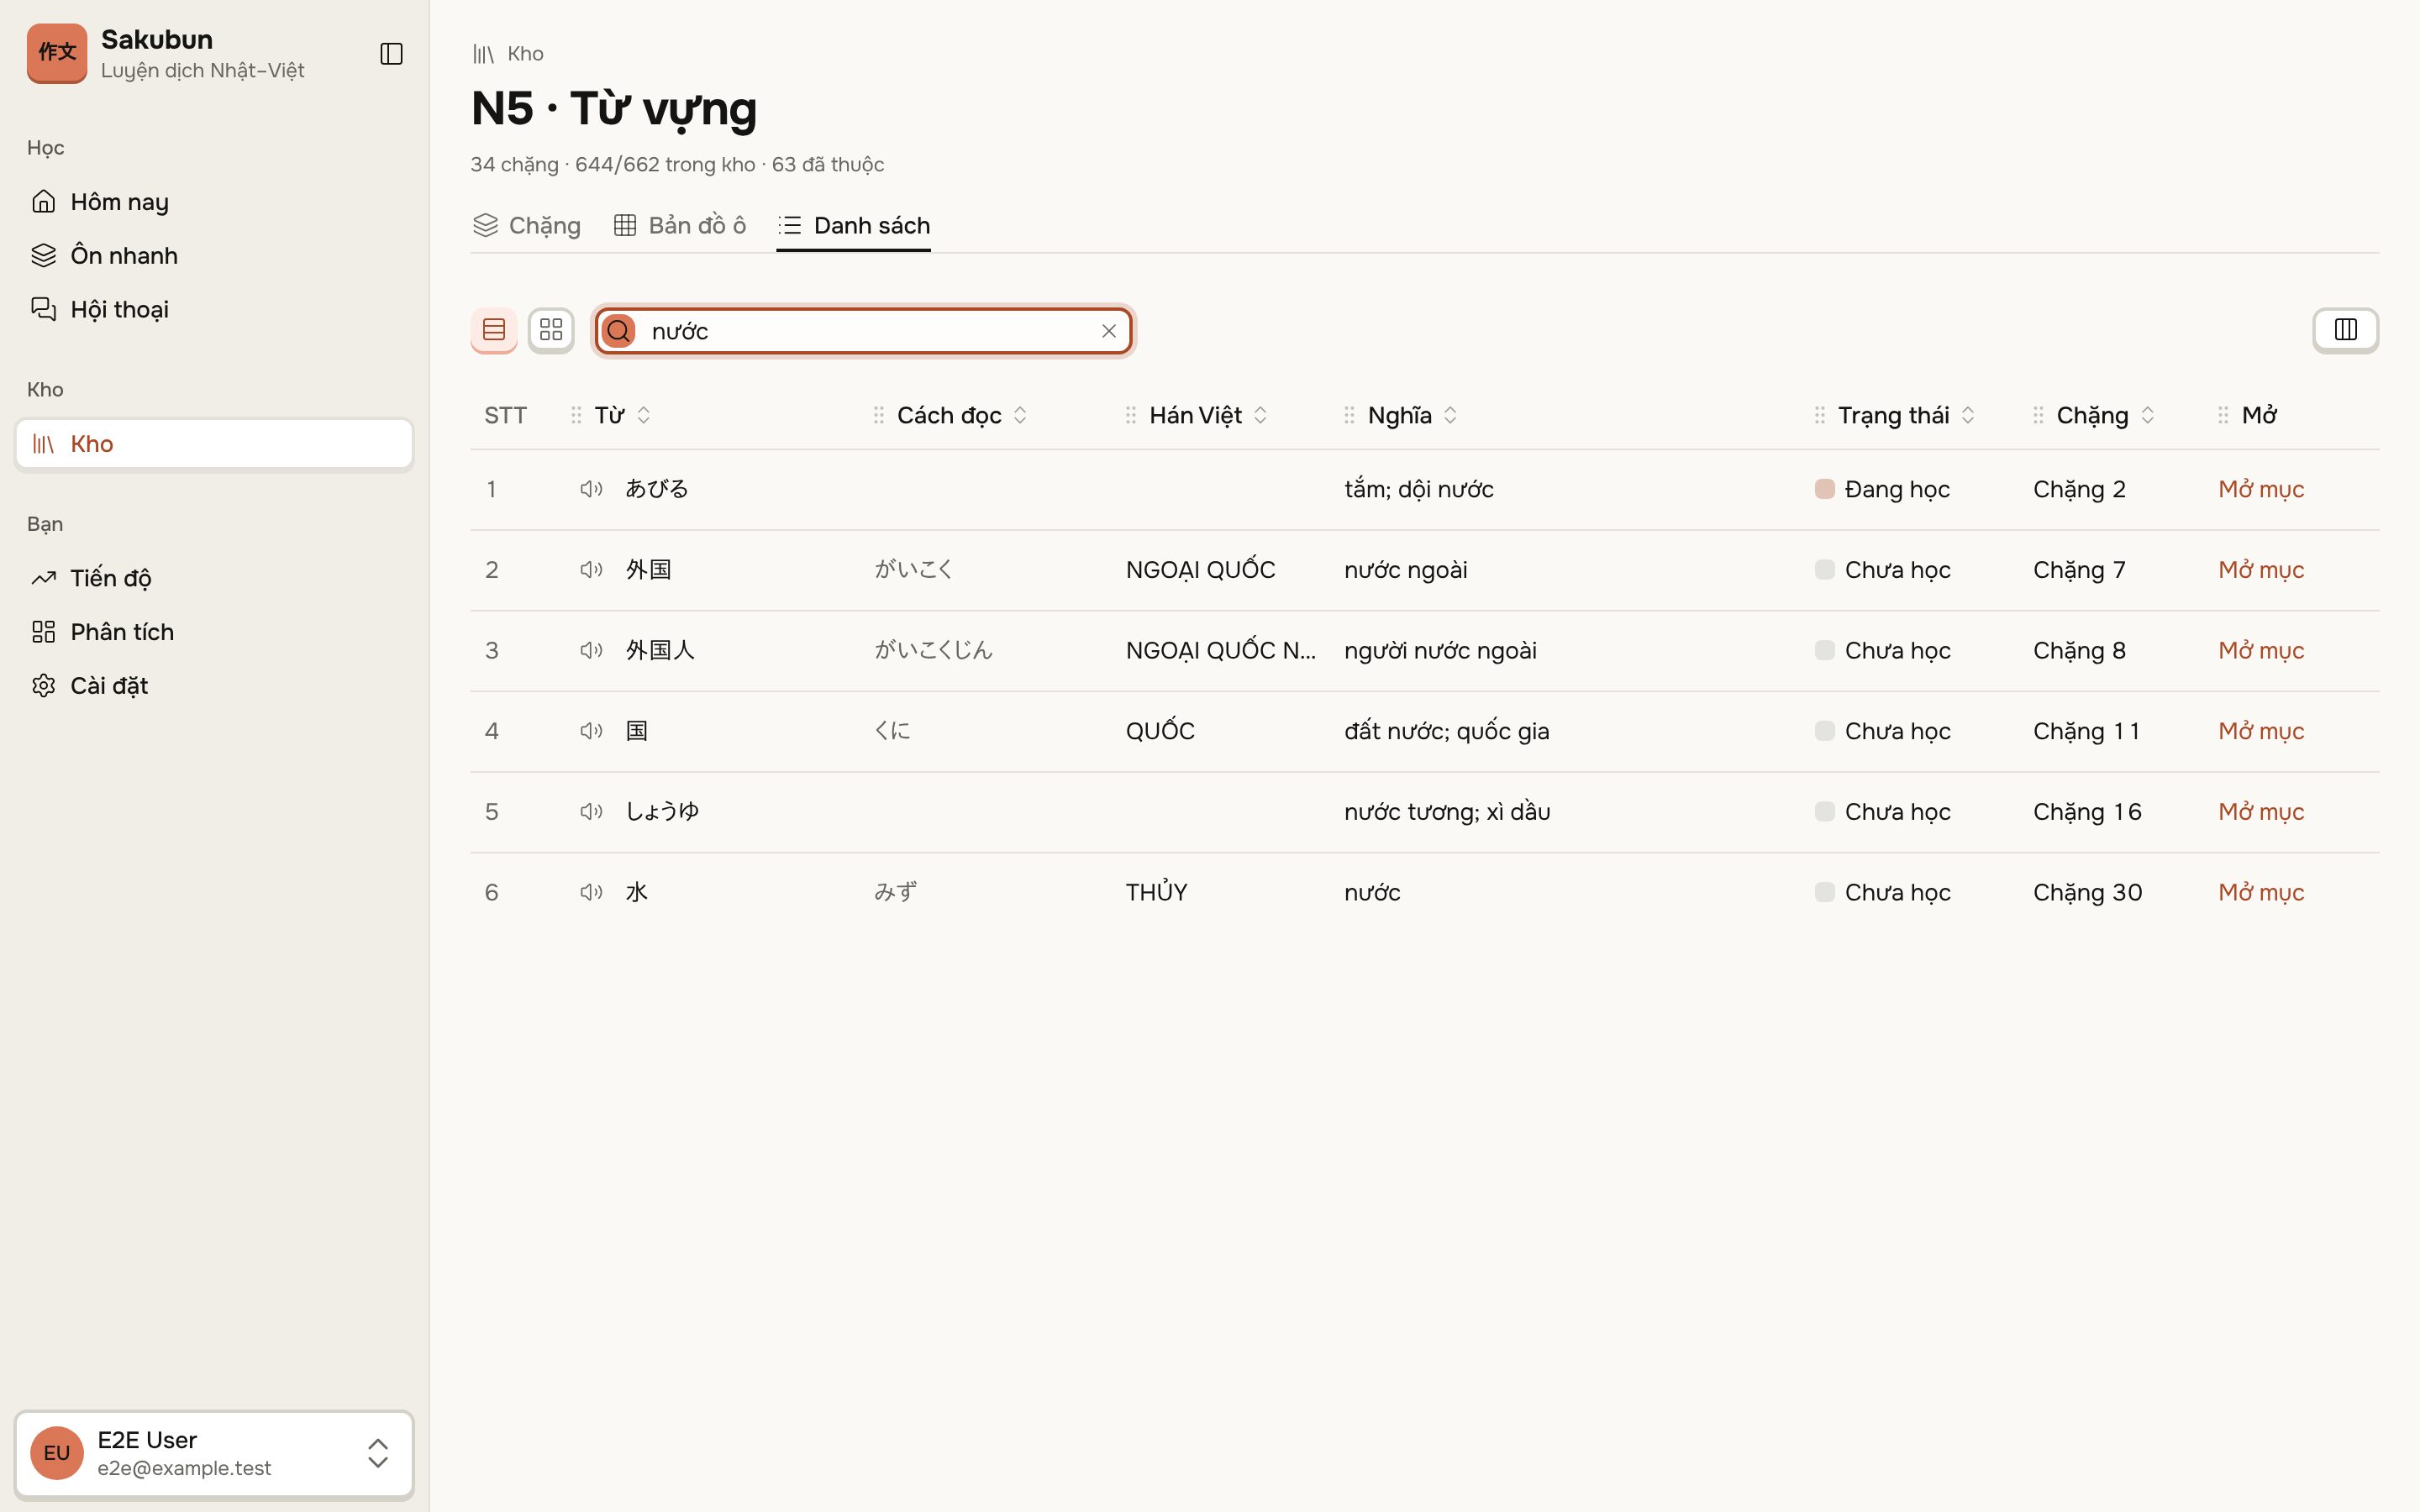 作文
Sakubun
Luyện dịch Nhật–Việt
Học
Hôm nay
Ôn nhanh
Hội thoại
Kho
Kho
Bạn
Tiến độ
Phân tích
Cài đặt
EU
E2E User
e2e@example.test
Kho
N5 · Từ vựng
34 chặng · 644/662 trong kho · 63 đã thuộc
Chặng Bản đồ ô Danh sách
nước
STT Từ Cách đọc Hán Việt Nghĩa Trạng thái Chặng Mở
1 あびる tắm; dội nước Đang học Chặng 2 Mở mục
2 外国 がいこく NGOẠI QUỐC nước ngoài Chưa học Chặng 7 Mở mục
3 外国人 がいこくじん NGOẠI QUỐC N... người nước ngoài Chưa học Chặng 8 Mở mục
4 国 くに QUỐC đất nước; quốc gia Chưa học Chặng 11 Mở mục
5 しょうゆ nước tương; xì dầu Chưa học Chặng 16 Mở mục
6 水 みず THỦY nước Chưa học Chặng 30 Mở mục